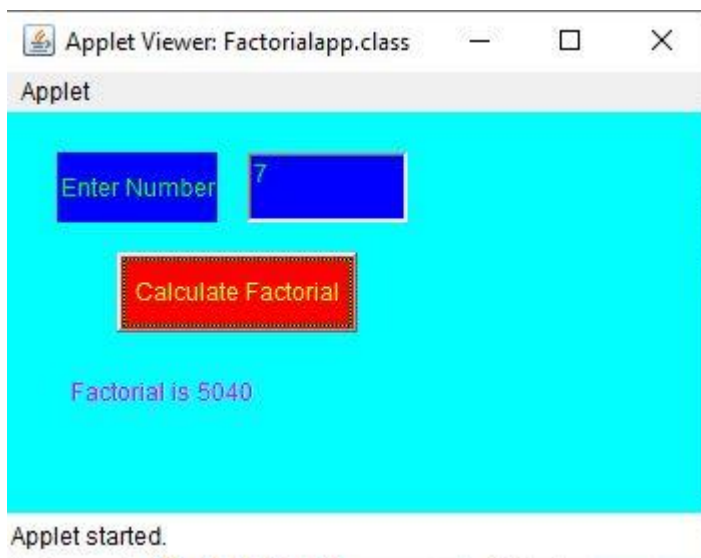 Applet Viewer: Factorialapp.class
Applet
Enter Number 7
Calculate Factorial
Factorial is 5040
Applet started.